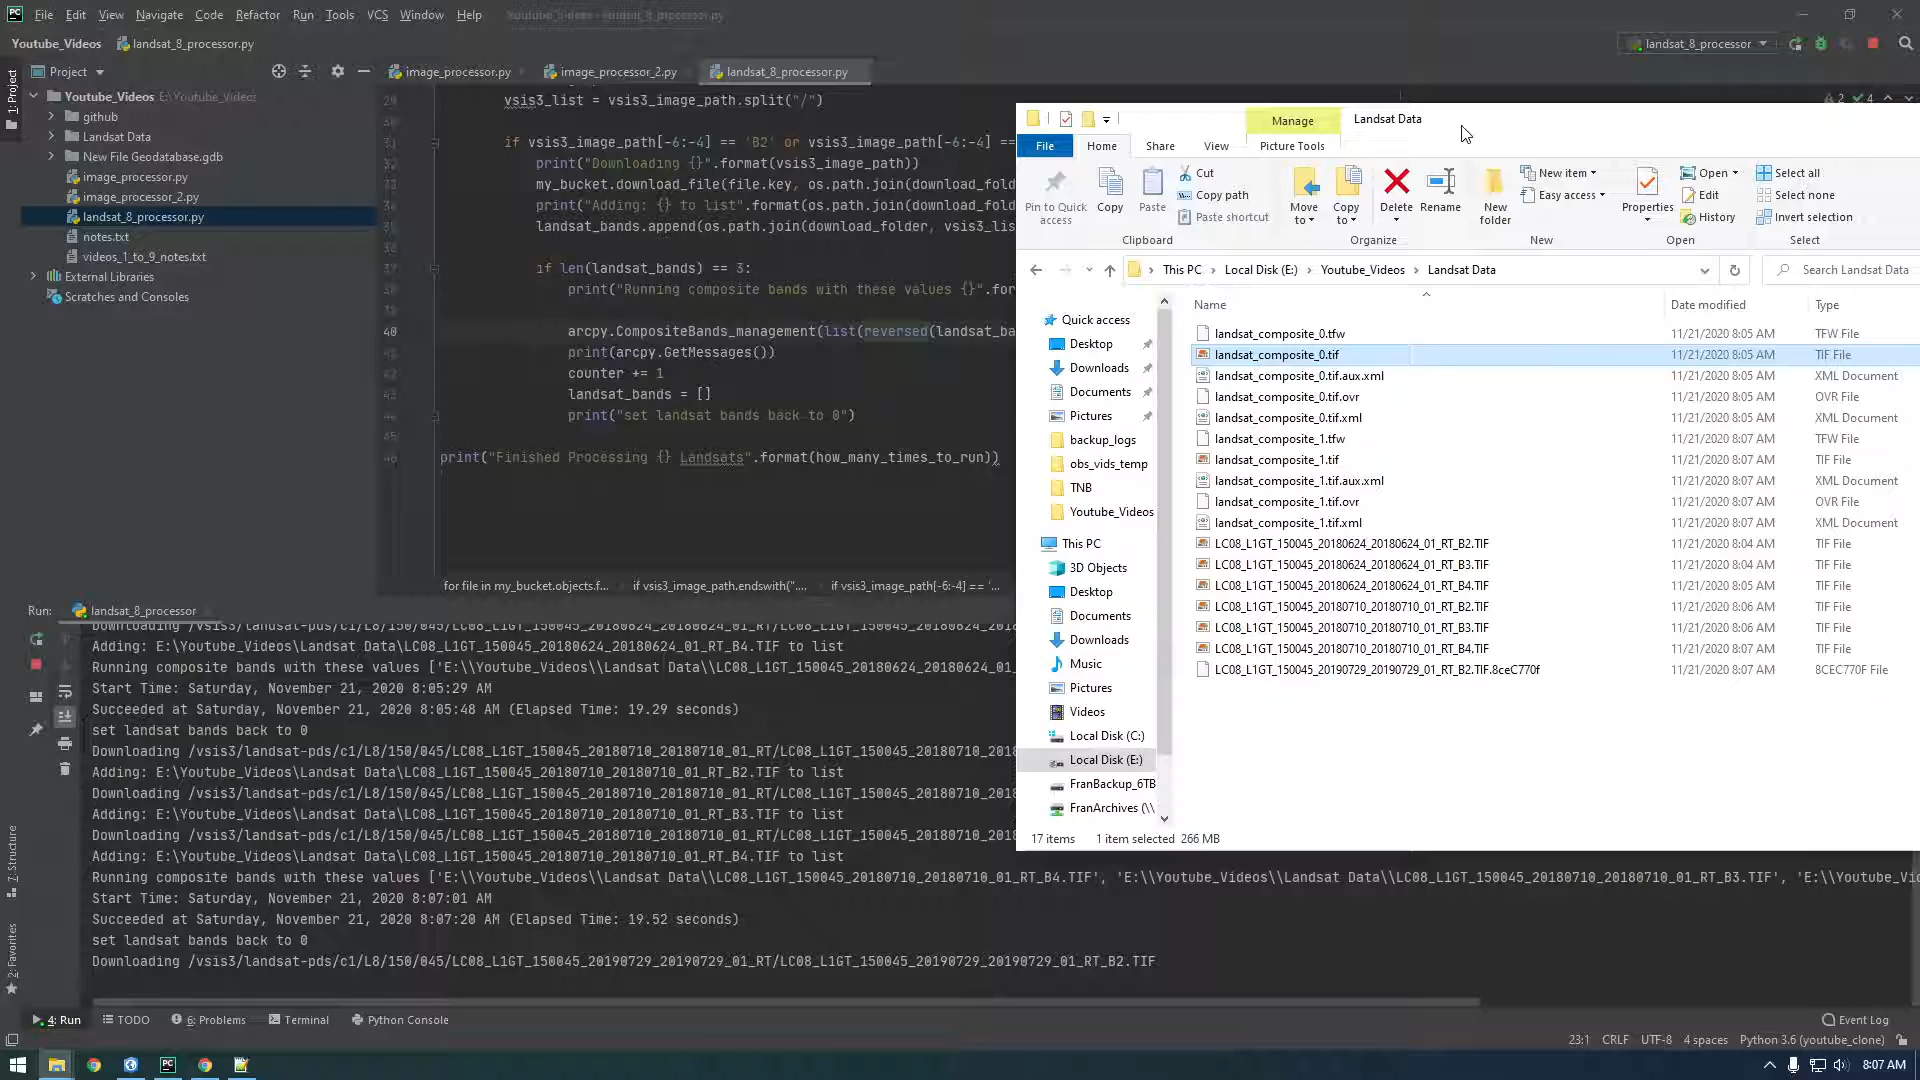 File Edit View Navigate Code Refactor Run Tools VCS Window Help
Youtube_Videos landsat_8_processor.py
landsat_8_processor
1: Project
Project
image_processor.py image_processor_2.py landsat_8_processor.py
Youtube_Videos E:\Youtube_Videos
github
Landsat Data
New File Geodatabase.gdb
image_processor.py
image_processor_2.py
landsat_8_processor.py
notes.txt
videos_1_to_9_notes.txt
External Libraries
Scratches and Consoles
2 4
29 vsis3_list = vsis3_image_path.split("/")
if vsis3_image_path[-6:-4] == 'B2' or vsis3_image_path[-6:-4] ==
print("Downloading {}".format(vsis3_image_path))
my_bucket.download_file(file.key, os.path.join(download_fold
print("Adding: {} to list".format(os.path.join(download_fold
landsat_bands.append(os.path.join(download_folder, vsis3_lis
if len(landsat_bands) == 3:
print("Running composite bands with these values {}".for
40 arcpy.CompositeBands_management(list(reversed(landsat_ba
print(arcpy.GetMessages())
counter += 1
landsat_bands = []
print("set landsat bands back to 0")
print("Finished Processing {} Landsats".format(how_many_times_to_run))
for file in my_bucket.objects.f... if vsis3_image_path.endswith(".... if vsis3_image_path[-6:-4] == '...
Manage Landsat Data
File Home Share View Picture Tools
Pin to Quick access
Copy
Paste
Cut
Copy path
Paste shortcut
Clipboard
Move to
Copy to
Delete
Rename
Organize
New folder
New item
Easy access
New
Properties
Open
Edit
History
Open
Select all
Select none
Invert selection
Select
This PC Local Disk (E:) Youtube_Videos Landsat Data
Search Landsat Data
Quick access
Desktop
Downloads
Documents
Pictures
backup_logs
obs_vids_temp
TNB
Youtube_Videos
This PC
3D Objects
Desktop
Documents
Downloads
Music
Pictures
Videos
Local Disk (C:)
Local Disk (E:)
FranBackup_6TB
FranArchives (\\
Name Date modified Type
landsat_composite_0.tfw 11/21/2020 8:05 AM TFW File
landsat_composite_0.tif 11/21/2020 8:05 AM TIF File
landsat_composite_0.tif.aux.xml 11/21/2020 8:05 AM XML Document
landsat_composite_0.tif.ovr 11/21/2020 8:05 AM OVR File
landsat_composite_0.tif.xml 11/21/2020 8:05 AM XML Document
landsat_composite_1.tfw 11/21/2020 8:07 AM TFW File
landsat_composite_1.tif 11/21/2020 8:07 AM TIF File
landsat_composite_1.tif.aux.xml 11/21/2020 8:07 AM XML Document
landsat_composite_1.tif.ovr 11/21/2020 8:07 AM OVR File
landsat_composite_1.tif.xml 11/21/2020 8:07 AM XML Document
LC08_L1GT_150045_20180624_20180624_01_RT_B2.TIF 11/21/2020 8:04 AM TIF File
LC08_L1GT_150045_20180624_20180624_01_RT_B3.TIF 11/21/2020 8:04 AM TIF File
LC08_L1GT_150045_20180624_20180624_01_RT_B4.TIF 11/21/2020 8:05 AM TIF File
LC08_L1GT_150045_20180710_20180710_01_RT_B2.TIF 11/21/2020 8:06 AM TIF File
LC08_L1GT_150045_20180710_20180710_01_RT_B3.TIF 11/21/2020 8:06 AM TIF File
LC08_L1GT_150045_20180710_20180710_01_RT_B4.TIF 11/21/2020 8:07 AM TIF File
LC08_L1GT_150045_20190729_20190729_01_RT_B2.TIF.8ceC770f 11/21/2020 8:07 AM 8CEC770F File
17 items 1 item selected 266 MB
Run: landsat_8_processor
Downloading /vsis3/landsat-pds/c1/L8/150/045/LC08_L1GT_150045_20180624_20180624_01_RT/LC08_L1GT_150045_20180624_2018
Adding: E:\Youtube_Videos\Landsat Data\LC08_L1GT_150045_20180624_20180624_01_RT_B4.TIF to list
Running composite bands with these values ['E:\\Youtube_Videos\\Landsat Data\\LC08_L1GT_150045_20180624_20180624_01_
Start Time: Saturday, November 21, 2020 8:05:29 AM
Succeeded at Saturday, November 21, 2020 8:05:48 AM (Elapsed Time: 19.29 seconds)
set landsat bands back to 0
Downloading /vsis3/landsat-pds/c1/L8/150/045/LC08_L1GT_150045_20180710_20180710_01_RT/LC08_L1GT_150045_20180710_2018
Adding: E:\Youtube_Videos\Landsat Data\LC08_L1GT_150045_20180710_20180710_01_RT_B2.TIF to list
Downloading /vsis3/landsat-pds/c1/L8/150/045/LC08_L1GT_150045_20180710_20180710_01_RT/LC08_L1GT_150045_20180710_2018
Adding: E:\Youtube_Videos\Landsat Data\LC08_L1GT_150045_20180710_20180710_01_RT_B3.TIF to list
Downloading /vsis3/landsat-pds/c1/L8/150/045/LC08_L1GT_150045_20180710_20180710_01_RT/LC08_L1GT_150045_20180710_2018
Adding: E:\Youtube_Videos\Landsat Data\LC08_L1GT_150045_20180710_20180710_01_RT_B4.TIF to list
Running composite bands with these values ['E:\\Youtube_Videos\\Landsat Data\\LC08_L1GT_150045_20180710_20180710_01_RT_B4.TIF', 'E:\\Youtube_Videos\\Landsat Data\\LC08_L1GT_150045_20180710_20180710_01_RT_B3.TIF', 'E:\\Youtube_Vi
Start Time: Saturday, November 21, 2020 8:07:01 AM
Succeeded at Saturday, November 21, 2020 8:07:20 AM (Elapsed Time: 19.52 seconds)
set landsat bands back to 0
Downloading /vsis3/landsat-pds/c1/L8/150/045/LC08_L1GT_150045_20190729_20190729_01_RT/LC08_L1GT_150045_20190729_20190729_01_RT_B2.TIF
7: Structure
2: Favorites
4: Run TODO 6: Problems Terminal Python Console
Event Log
23:1 CRLF UTF-8 4 spaces Python 3.6 (youtube_clone)
8:07 AM